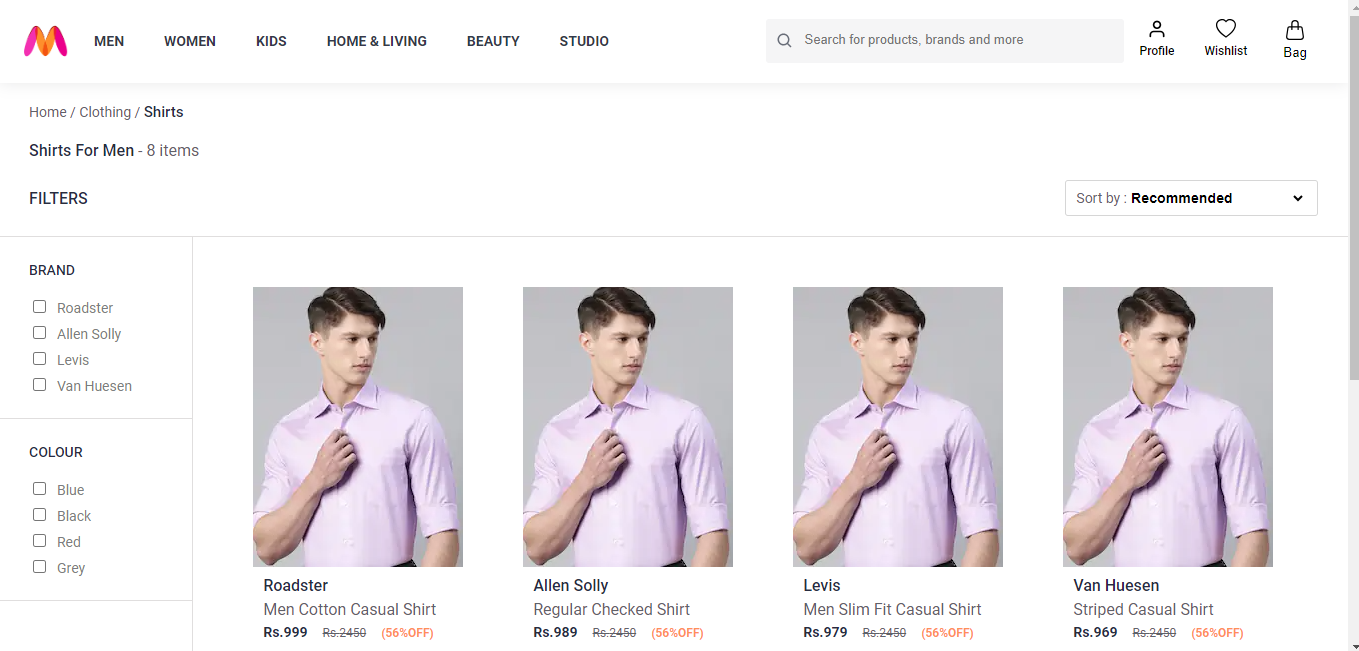 MEN WOMEN KIDS HOME & LIVING BEAUTY STUDIO Search for products, brands and more Profile Wishlist Bag
Home / Clothing / Shirts
Shirts For Men - 8 items
FILTERS Sort by : Recommended
BRAND
Roadster
Allen Solly
Levis
Van Huesen
COLOUR
Blue
Black
Red
Grey
Roadster
Men Cotton Casual Shirt
Rs.999 Rs.2450 (56%OFF)
Allen Solly
Regular Checked Shirt
Rs.989 Rs.2450 (56%OFF)
Levis
Men Slim Fit Casual Shirt
Rs.979 Rs.2450 (56%OFF)
Van Huesen
Striped Casual Shirt
Rs.969 Rs.2450 (56%OFF)